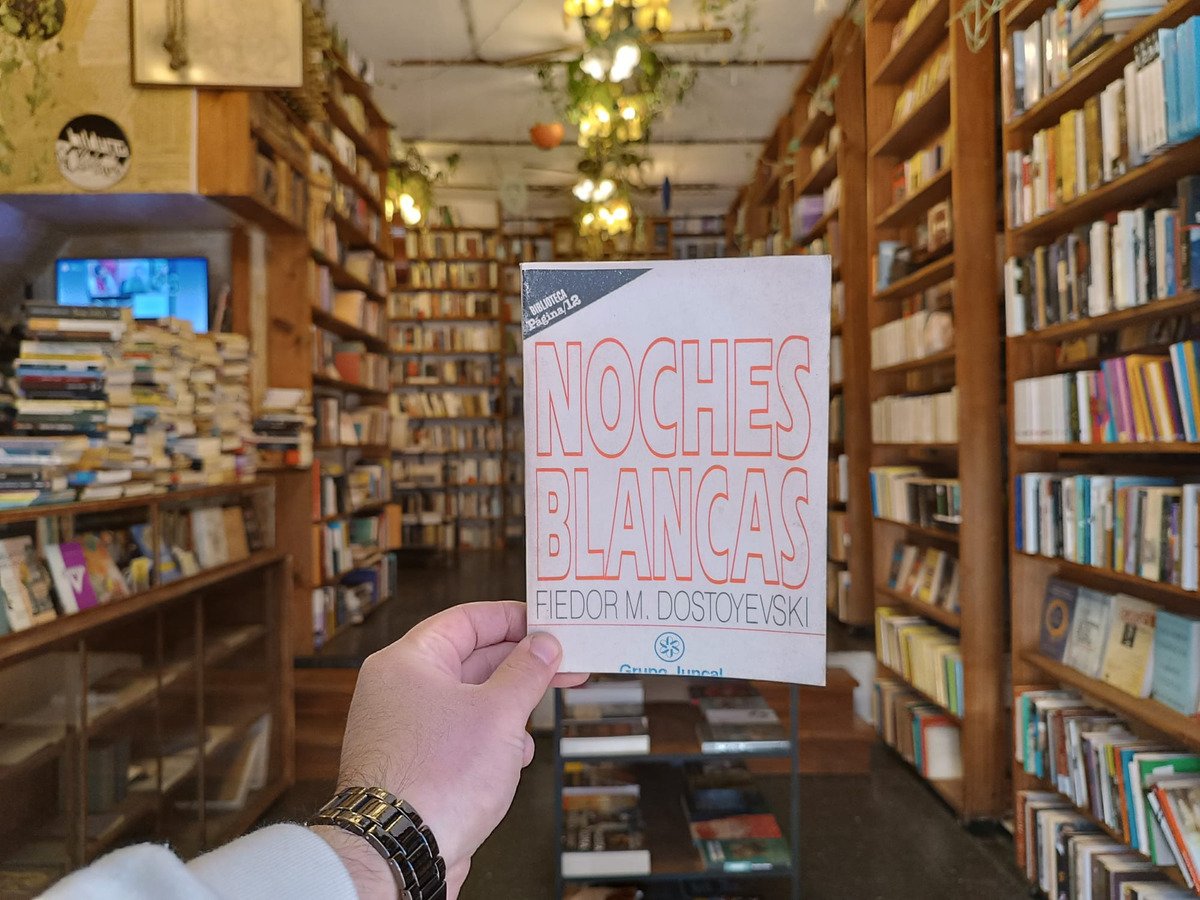 BIBLIOTECA
Página/12
NOCHES
BLANCAS
FIEDOR M. DOSTOYEVSKI
Grupo Juncal